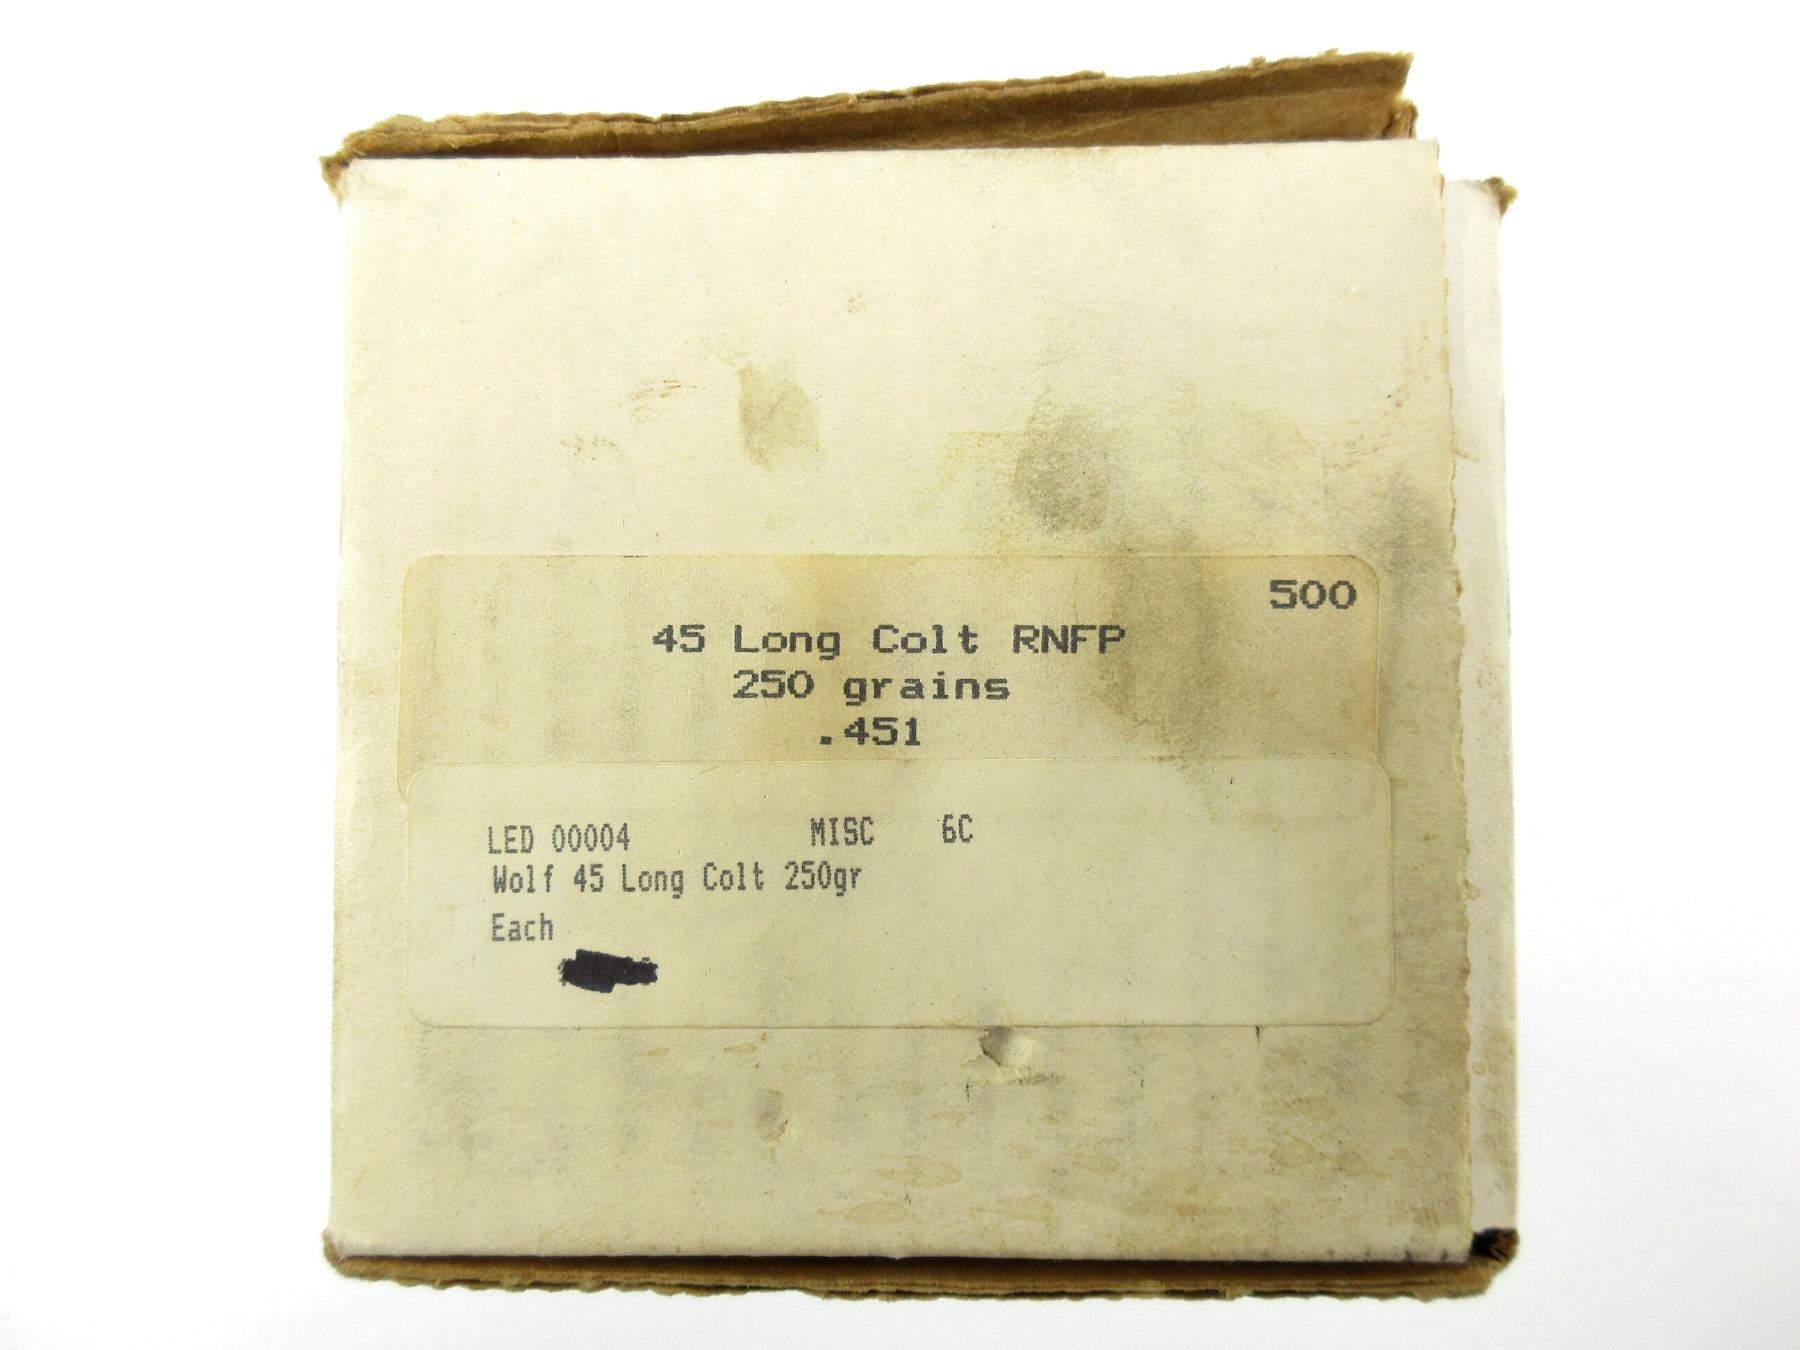 500
45 Long Colt RNFP
250 grains
.451
LED 00004 MISC 6C
Wolf 45 Long Colt 250gr
Each